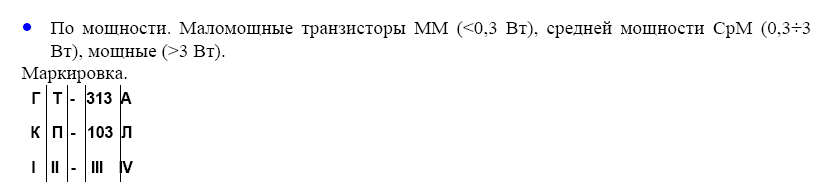 По мощности. Маломощные транзисторы ММ (<0,3 Вт), средней мощности СрМ (0,3÷3
Вт), мощные (>3 Вт).
Маркировка.
Г Т - 313 А
К П - 103 Л
I II - III IV